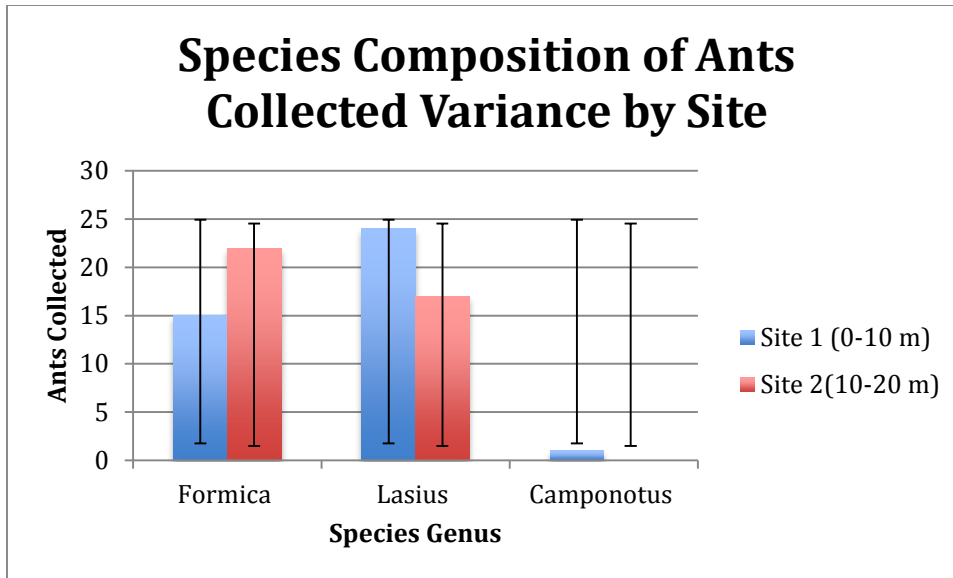 Species Composition of Ants
Collected Variance by Site
30
25
20
15
10
5
0
Ants Collected
Formica
Lasius
Camponotus
Species Genus
Site 1 (0-10 m)
Site 2(10-20 m)